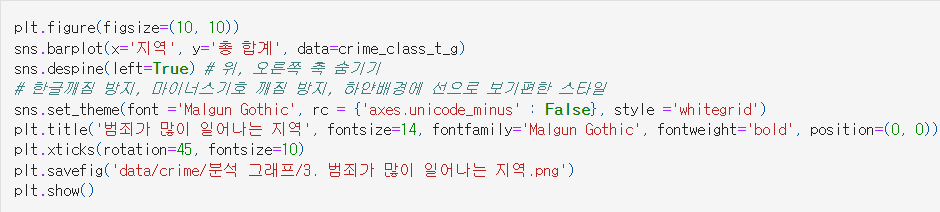 plt.figure(figsize=(10, 10))
sns.barplot(x='지역', y='총 합계', data=crime_class_t_g)
sns.despine(left=True) # 위, 오른쪽 축 숨기기
# 한글깨짐 방지, 마이너스기호 깨짐 방지, 하얀배경에 선으로 보기편한 스타일
sns.set_theme(font ='Malgun Gothic', rc = {'axes.unicode_minus' : False}, style ='whitegrid')
plt.title('범죄가 많이 일어나는 지역', fontsize=14, fontfamily='Malgun Gothic', fontweight='bold', position=(0, 0))
plt.xticks(rotation=45, fontsize=10)
plt.savefig('data/crime/분석 그래프/3. 범죄가 많이 일어나는 지역.png')
plt.show()